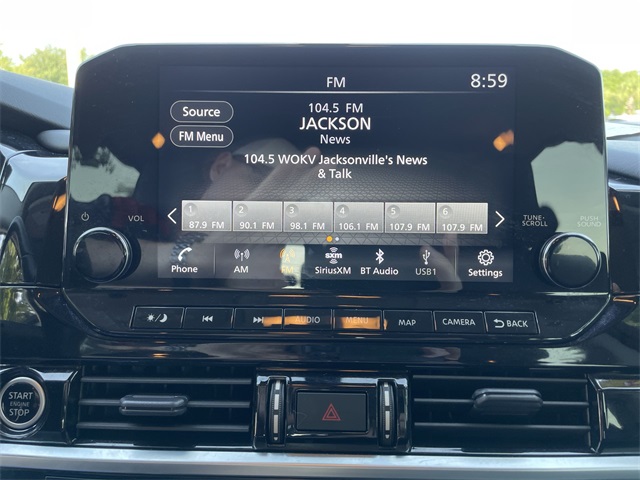 FM
8:59
Source
104.5 FM
JACKSON
FM Menu
News
104.5 WOKV Jacksonville's News
& Talk
VOL
1 2 3 4 5 6
87.9 FM 90.1 FM 98.1 FM 106.1 FM 107.9 FM 107.9 FM
TUNE-
SCROLL
PUSH
SOUND
sxm
Phone AM FM SiriusXM BT Audio USB1 Settings
AUDIO MENU MAP CAMERA BACK
START
ENGINE
STOP